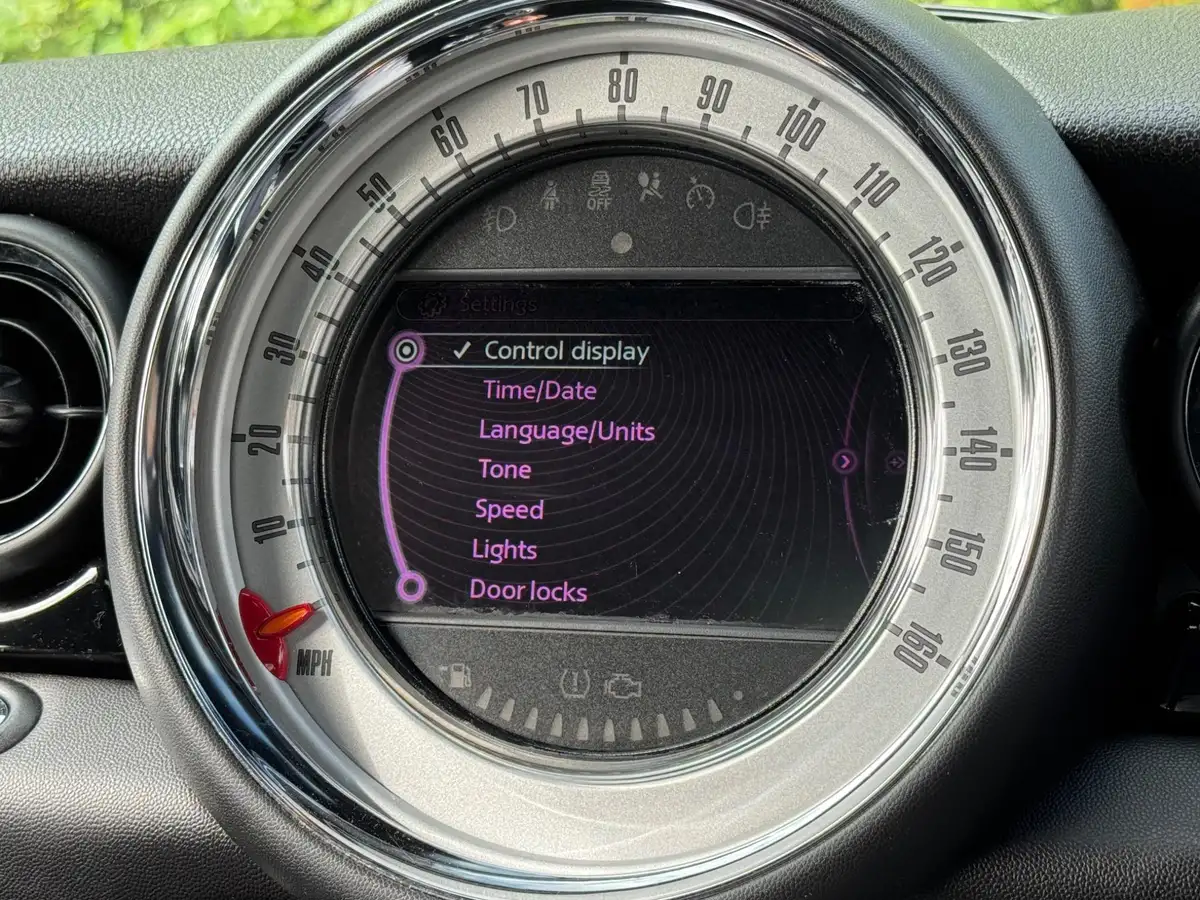 80
70
90
60
100
50
110
OFF
40
120
Settings
30
✓ Control display
130
Time/Date
20
Language/Units
140
Tone
10
Speed
150
Lights
Door locks
160
MPH